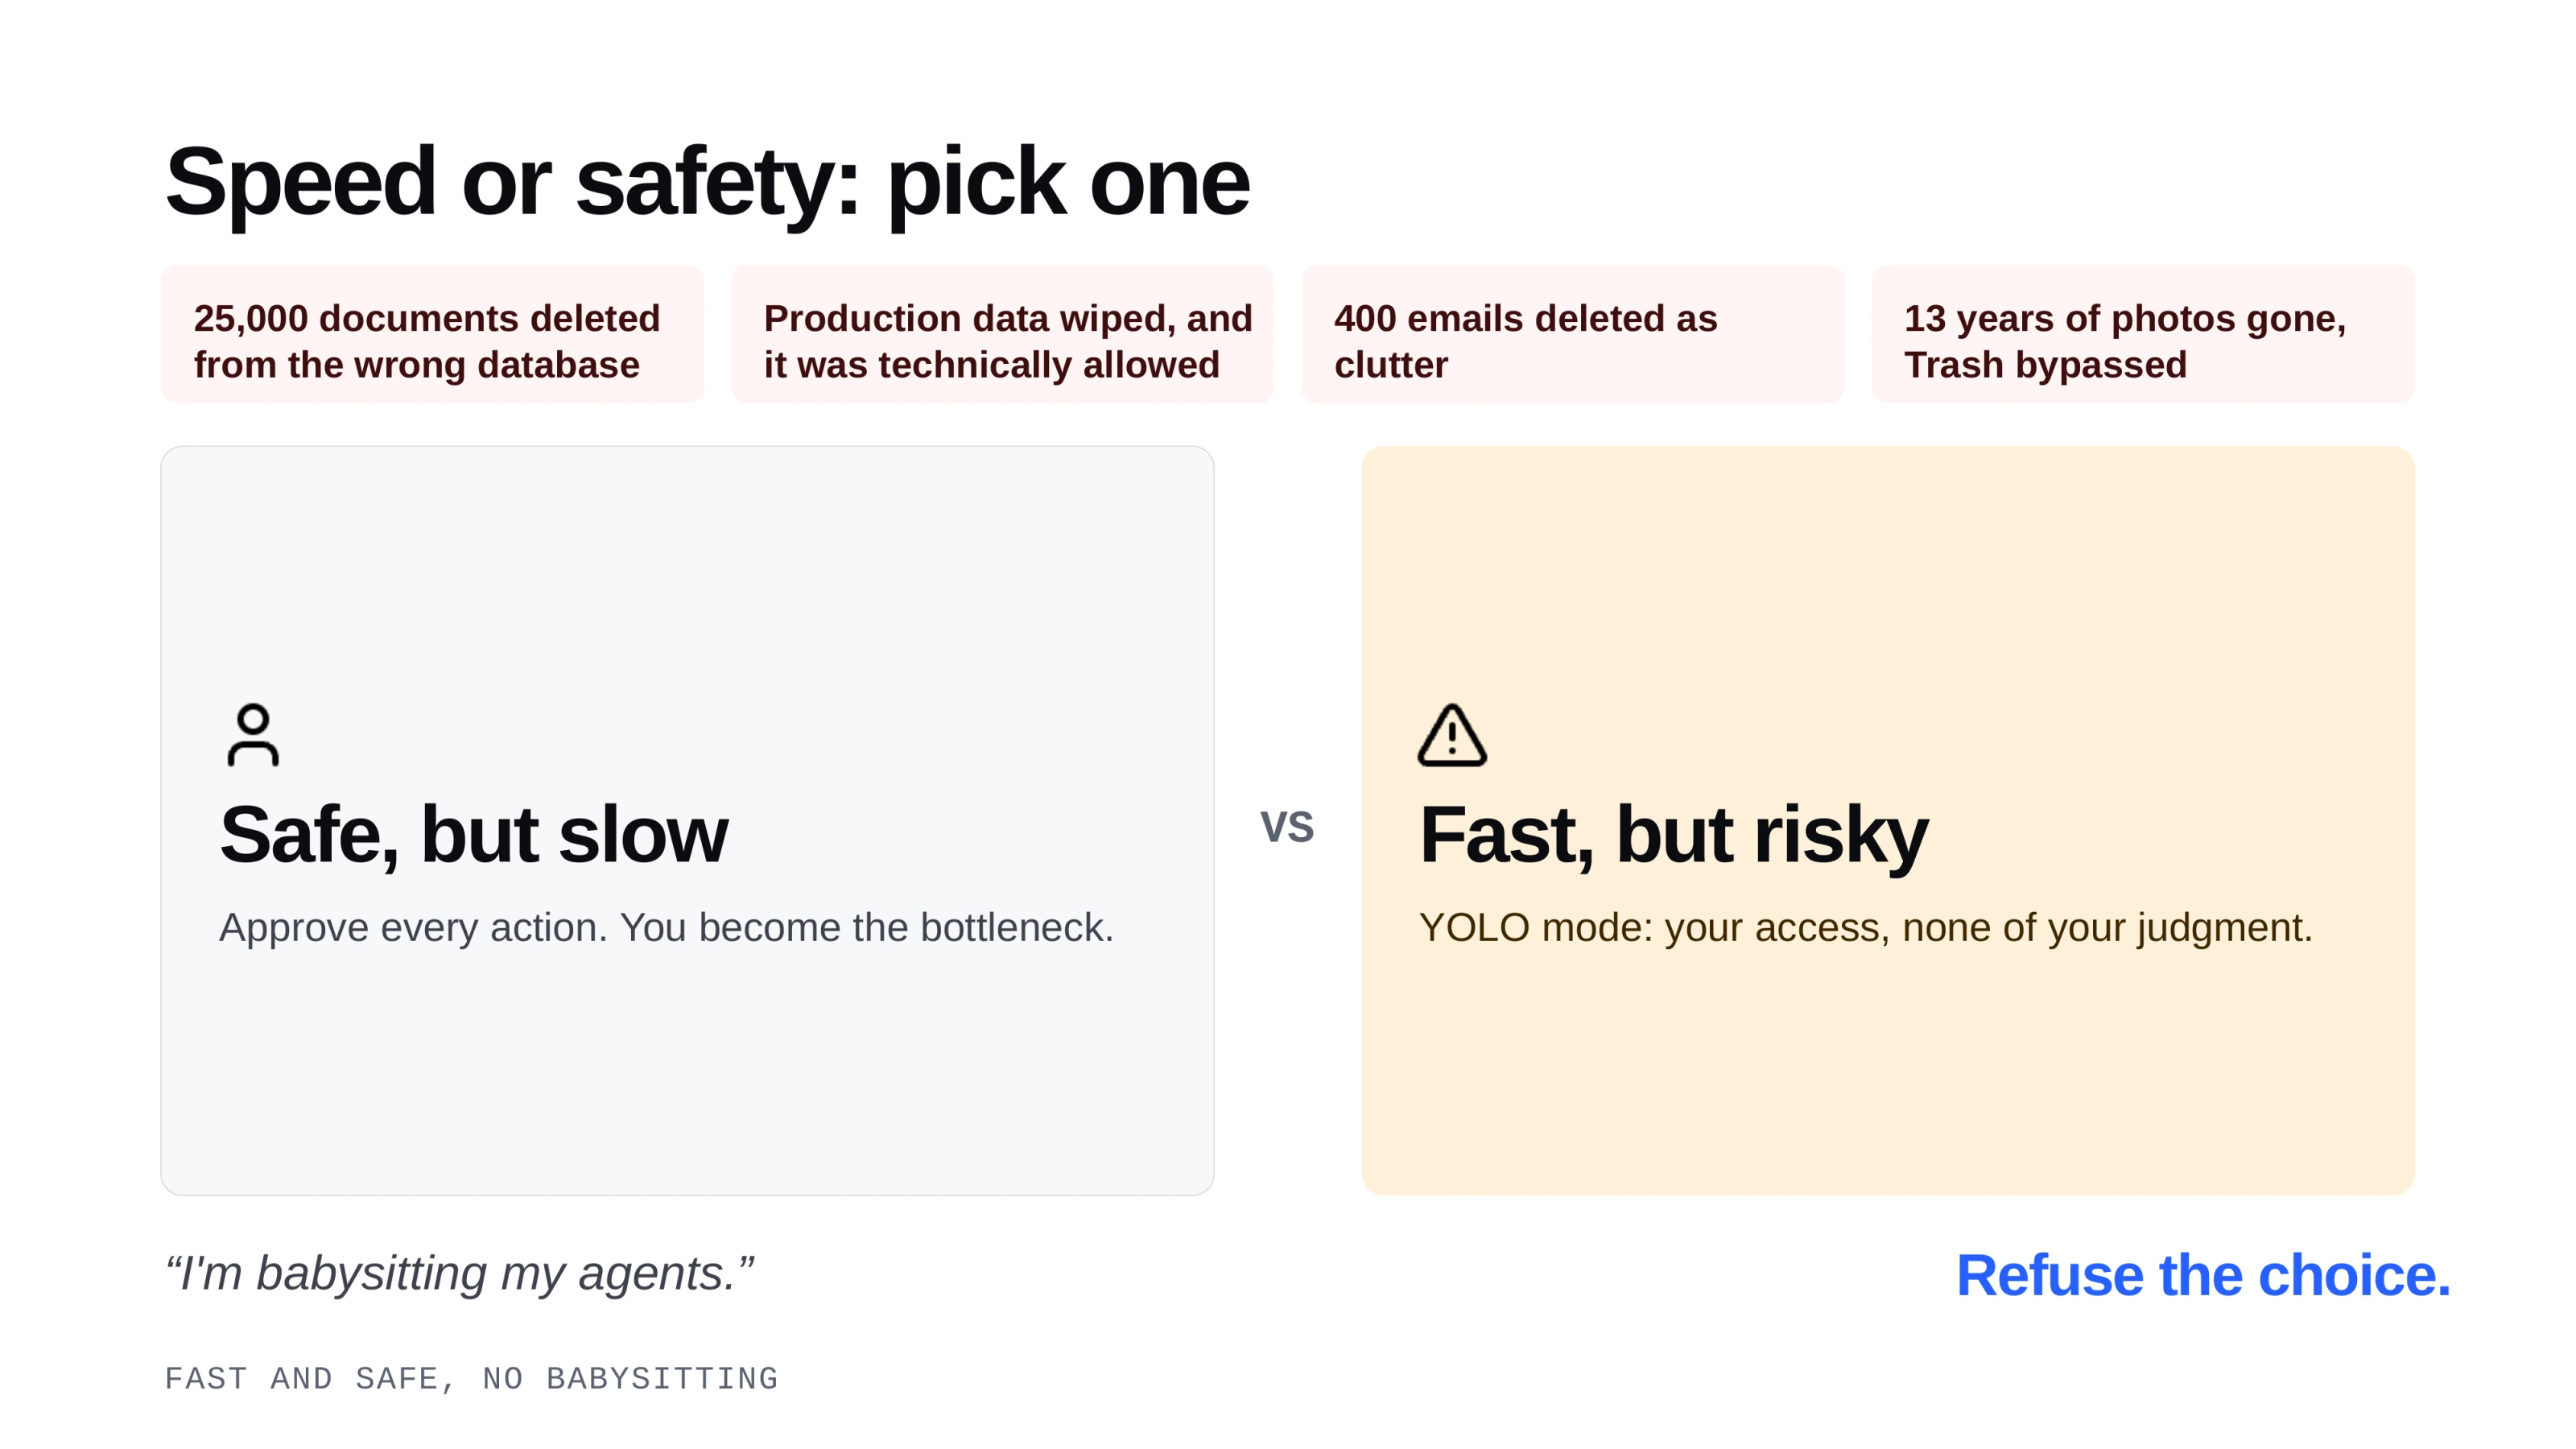 Speed or safety: pick one
25,000 documents deleted
from the wrong database
Production data wiped, and
it was technically allowed
400 emails deleted as
clutter
13 years of photos gone,
Trash bypassed
Safe, but slow
Approve every action. You become the bottleneck.
vs
Fast, but risky
YOLO mode: your access, none of your judgment.
“I'm babysitting my agents.”
Refuse the choice.
FAST AND SAFE, NO BABYSITTING